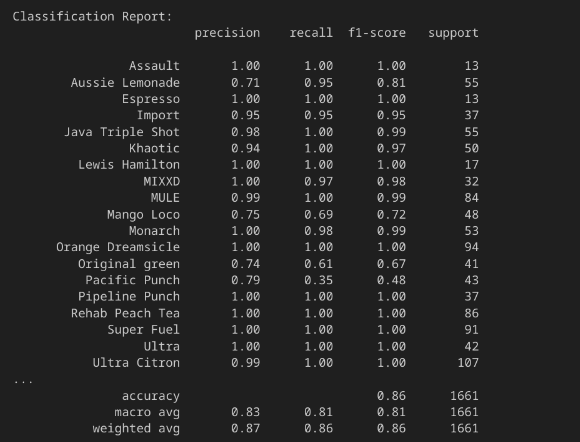 Classification Report:
precision recall f1-score support
Assault 1.00 1.00 1.00 13
Aussie Lemonade 0.71 0.95 0.81 55
Espresso 1.00 1.00 1.00 13
Import 0.95 0.95 0.95 37
Java Triple Shot 0.98 1.00 0.99 55
Khaotic 0.94 1.00 0.97 50
Lewis Hamilton 1.00 1.00 1.00 17
MIXXD 1.00 0.97 0.98 32
MULE 0.99 1.00 0.99 84
Mango Loco 0.75 0.69 0.72 48
Monarch 1.00 0.98 0.99 53
Orange Dreamsicle 1.00 1.00 1.00 94
Original green 0.74 0.61 0.67 41
Pacific Punch 0.79 0.35 0.48 43
Pipeline Punch 1.00 1.00 1.00 37
Rehab Peach Tea 1.00 1.00 1.00 86
Super Fuel 1.00 1.00 1.00 91
Ultra 1.00 1.00 1.00 42
Ultra Citron 0.99 1.00 1.00 107
...
accuracy 0.86 1661
macro avg 0.83 0.81 0.81 1661
weighted avg 0.87 0.86 0.86 1661